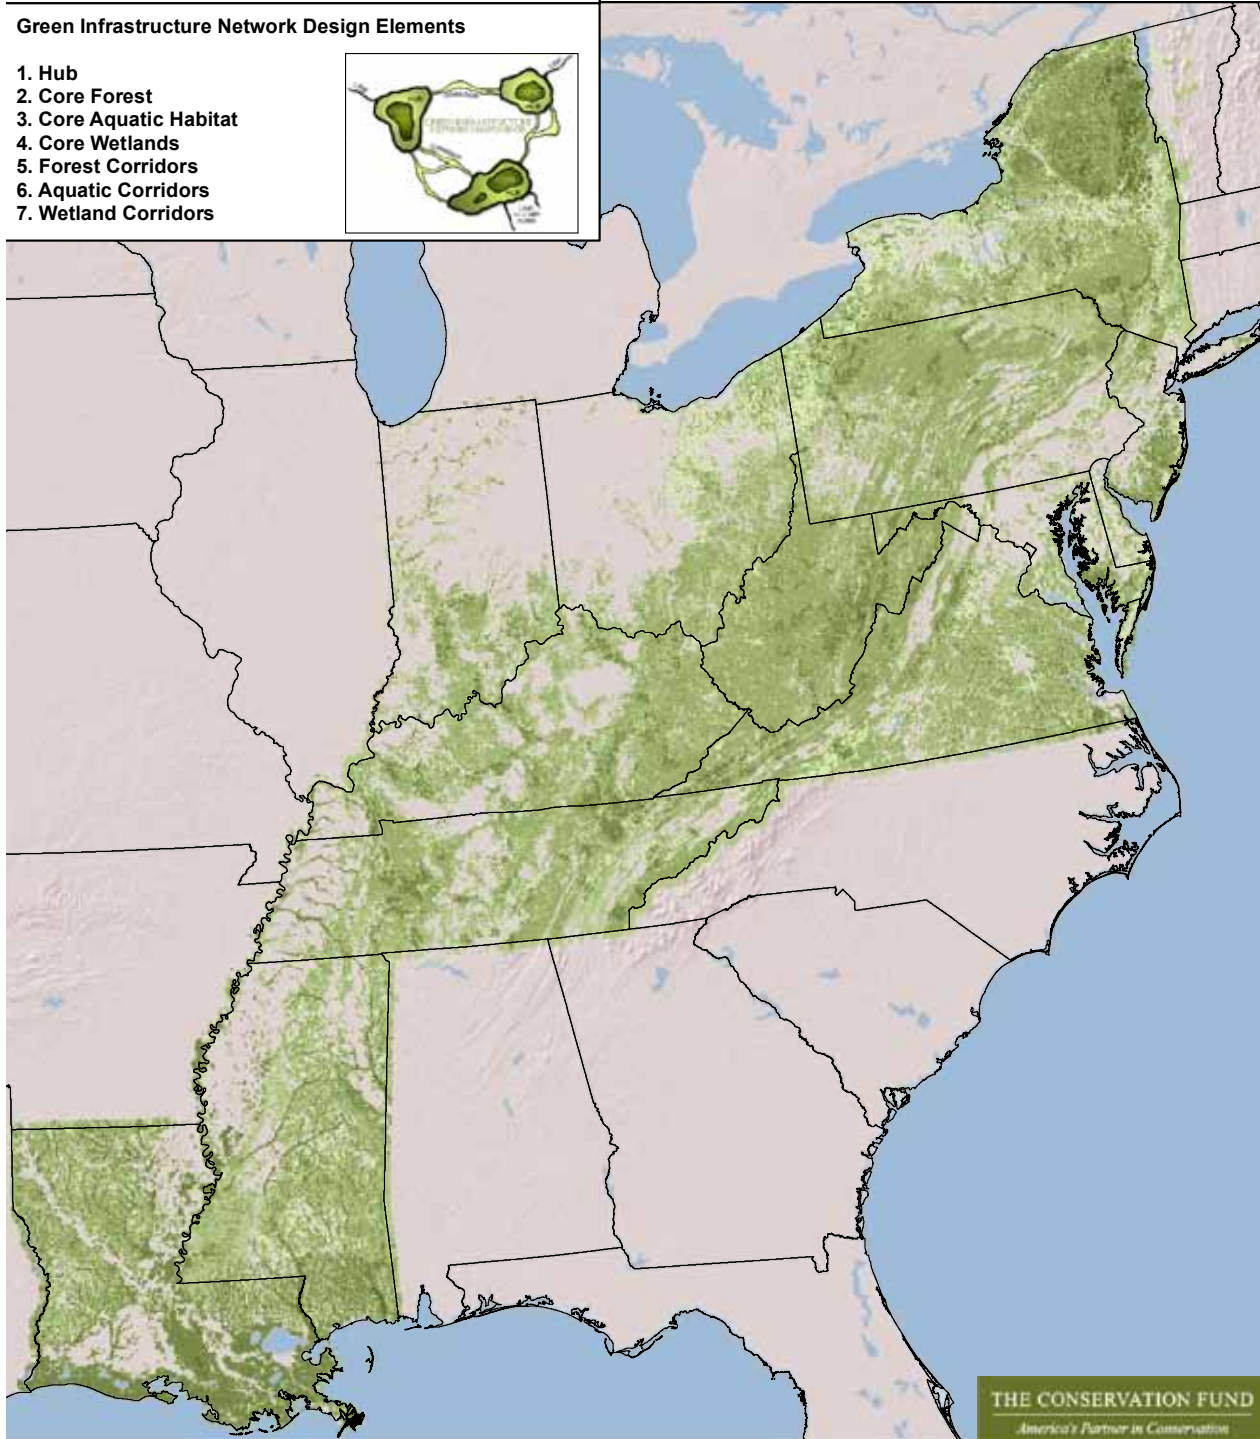 Green Infrastructure Network Design Elements
1. Hub
2. Core Forest
3. Core Aquatic Habitat
4. Core Wetlands
5. Forest Corridors
6. Aquatic Corridors
7. Wetland Corridors
THE CONSERVATION FUND
America's Partner in Conservation